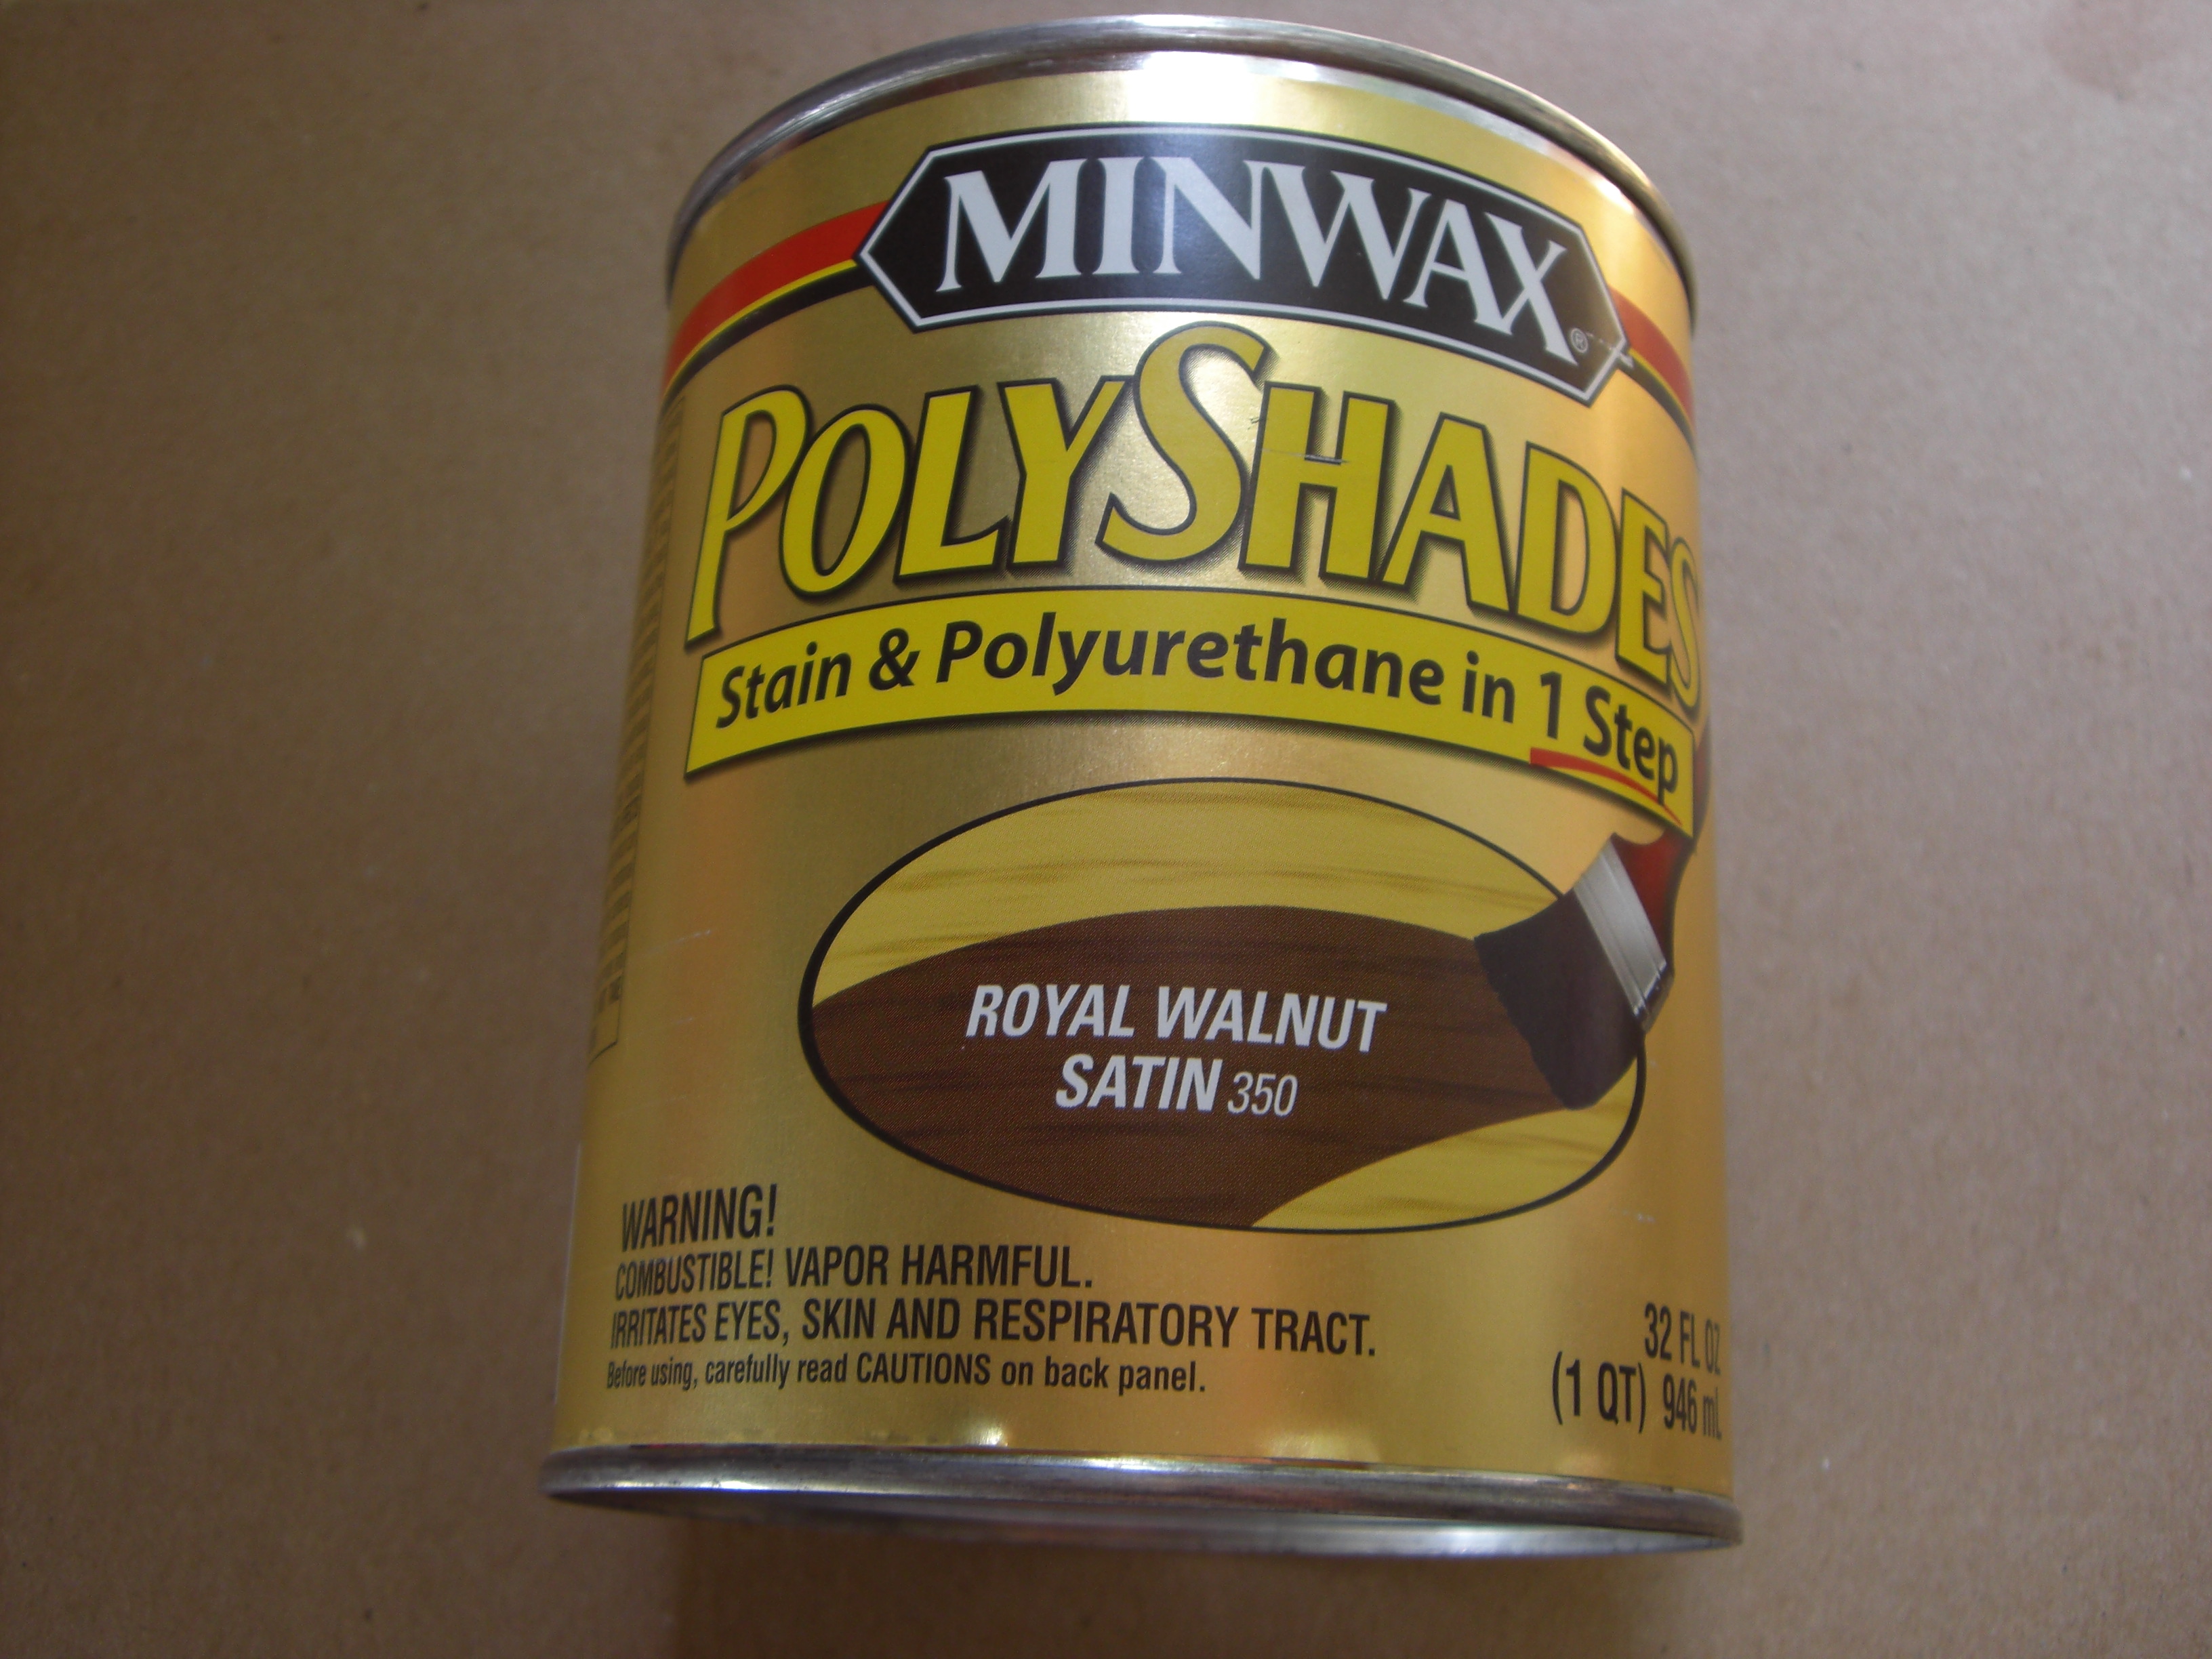 MINWAX®
POLYSHADES
Stain & Polyurethane in 1 Step
ROYAL WALNUT
SATIN 350
WARNING!
COMBUSTIBLE! VAPOR HARMFUL.
IRRITATES EYES, SKIN AND RESPIRATORY TRACT.
Before using, carefully read CAUTIONS on back panel.
32 FL OZ
(1 QT) 946 mL